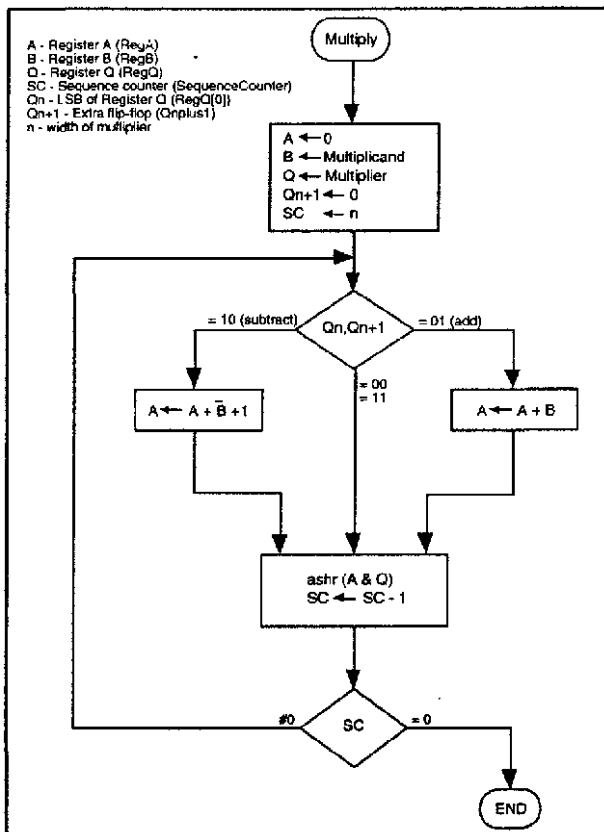 Multiply
A - Register A (RegA)
B - Register B (RegB)
Q - Register Q (RegQ)
SC - Sequence counter (SequenceCounter)
Qn - LSB of Register Q (RegQ[0])
Qn+1 - Extra flip-flop (Qnplus1)
n - width of multiplier
A ← 0
B ← Multiplicand
Q ← Multiplier
Qn+1 ← 0
SC ← n
= 10 (subtract)
Qn,Qn+1
= 01 (add)
= 00
= 11
A ← A + B̅ + 1
A ← A + B
ashr (A & Q)
SC ← SC - 1
#0
SC
= 0
END